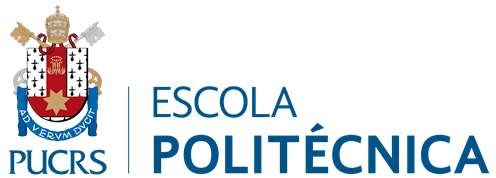 AD VERVM DVCIT
PUCRS
ESCOLA
POLITÉCNICA